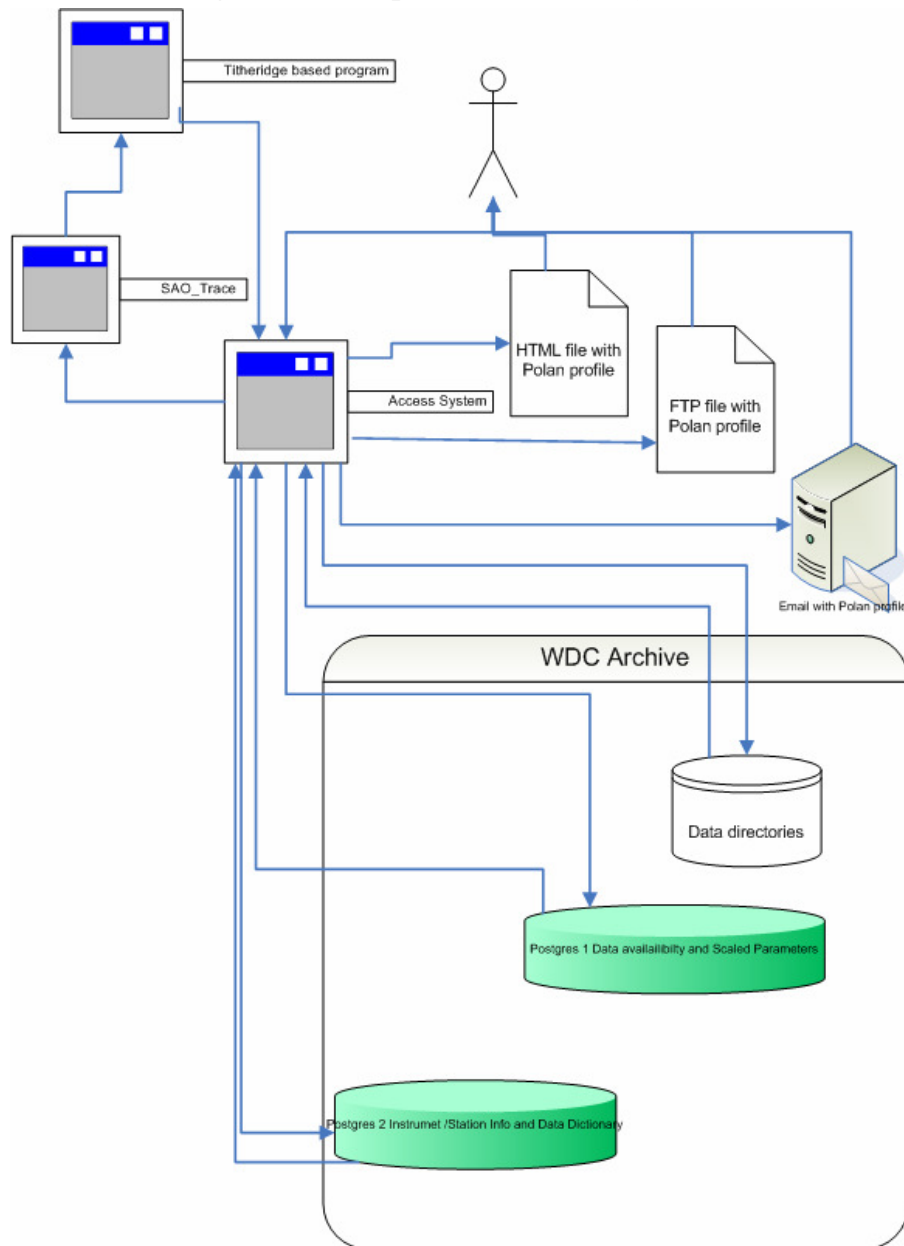 Titheridge based program
SAO_Trace
HTML file with
Polan profile
Access System
FTP file with
Polan profile
Email with Polan profile
WDC Archive
Data directories
Postgres 1 Data availailibity and Scaled Parameters
Postgres 2 Instrumet /Station Info and Data Dictionary